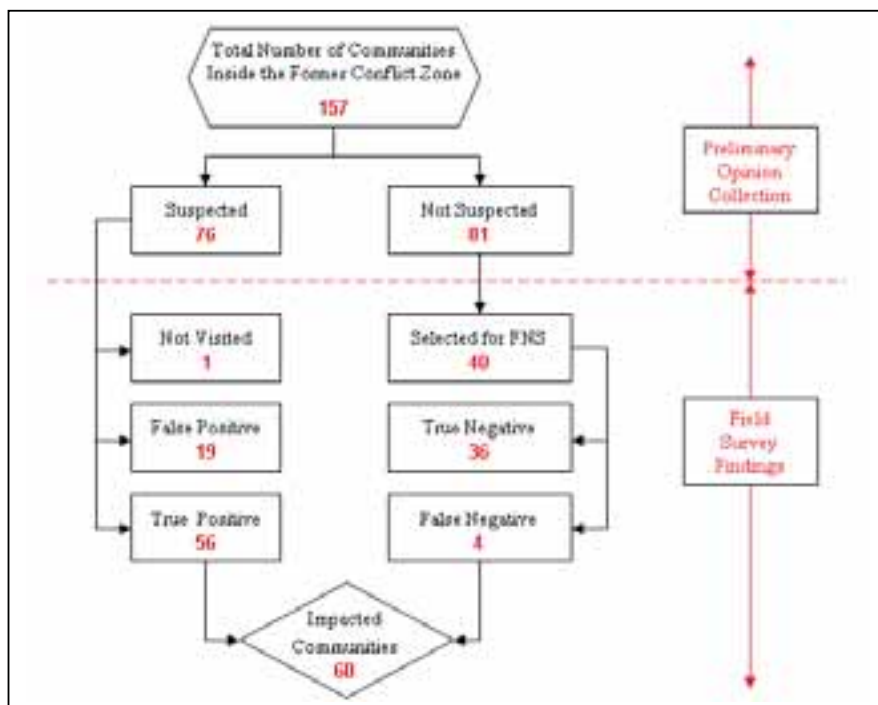 Total Number of Communities
Inside the Former Conflict Zone
157
Preliminary
Opinion
Collection
Suspected
76
Not Suspected
81
Not Visited
1
Selected for FNS
40
False Positive
19
True Negative
36
Field
Survey
Findings
True Positive
56
False Negative
4
Impacted
Communities
60